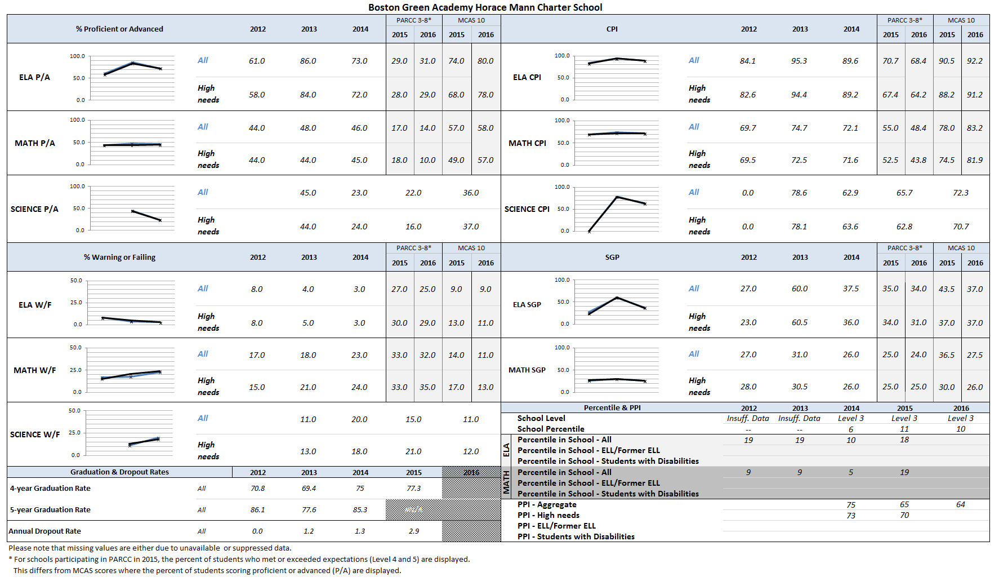 Boston Green Academy Horace Mann Charter School
% Proficient or Advanced 2012 2013 2014 PARCC 3-8* MCAS 10
2015 2016 2015 2016
ELA P/A
100.0
50.0
0.0
All 61.0 86.0 73.0 29.0 31.0 74.0 80.0
High needs 58.0 84.0 72.0 28.0 29.0 68.0 78.0
MATH P/A
100.0
50.0
0.0
All 44.0 48.0 46.0 17.0 14.0 57.0 58.0
High needs 44.0 44.0 45.0 18.0 10.0 49.0 57.0
SCIENCE P/A
100.0
50.0
0.0
All 45.0 23.0 22.0 36.0
High needs 44.0 24.0 16.0 37.0
CPI 2012 2013 2014 PARCC 3-8* MCAS 10
2015 2016 2015 2016
ELA CPI
100.0
50.0
0.0
All 84.1 95.3 89.6 70.7 68.4 90.5 92.2
High needs 82.6 94.4 89.2 67.4 64.2 88.2 91.2
MATH CPI
100.0
50.0
0.0
All 69.7 74.7 72.1 55.0 48.4 78.0 83.2
High needs 69.5 72.5 71.6 52.5 43.8 74.5 81.9
SCIENCE CPI
100.0
50.0
0.0
All 0.0 78.6 62.9 65.7 72.3
High needs 0.0 78.1 63.6 62.8 70.7
% Warning or Failing 2012 2013 2014 PARCC 3-8* MCAS 10
2015 2016 2015 2016
ELA W/F
50.0
25.0
0.0
All 8.0 4.0 3.0 27.0 25.0 9.0 9.0
High needs 8.0 5.0 3.0 30.0 29.0 13.0 11.0
MATH W/F
50.0
25.0
0.0
All 17.0 18.0 23.0 33.0 32.0 14.0 11.0
High needs 15.0 21.0 24.0 33.0 35.0 17.0 13.0
SCIENCE W/F
50.0
25.0
0.0
All 11.0 20.0 15.0 11.0
High needs 13.0 18.0 21.0 12.0
SGP 2012 2013 2014 PARCC 3-8* MCAS 10
2015 2016 2015 2016
ELA SGP
100.0
50.0
0.0
All 27.0 60.0 37.5 35.0 34.0 43.5 37.0
High needs 23.0 60.5 36.0 34.0 31.0 37.0 37.0
MATH SGP
100.0
50.0
0.0
All 27.0 31.0 26.0 25.0 24.0 36.5 27.5
High needs 28.0 30.5 26.0 25.0 25.0 30.0 26.0
Graduation & Dropout Rates 2012 2013 2014 2015 2016
4-year Graduation Rate All 70.8 69.4 75 77.3
5-year Graduation Rate All 86.1 77.6 85.3
Annual Dropout Rate All 0.0 1.2 1.3 2.9
Percentile & PPI 2012 2013 2014 2015 2016
School Level Insuff. Data Insuff. Data Level 3 Level 3 Level 3
School Percentile -- -- 6 11 10
ELA
Percentile in School - All 19 19 10 18
Percentile in School - ELL/Former ELL
Percentile in School - Students with Disabilities
MATH
Percentile in School - All 9 9 5 19
Percentile in School - ELL/Former ELL
Percentile in School - Students with Disabilities
PPI - Aggregate 75 65 64
PPI - High needs 73 70
PPI - ELL/Former ELL
PPI - Students with Disabilities
Please note that missing values are either due to unavailable or suppressed data.
* For schools participating in PARCC in 2015, the percent of students who met or exceeded expectations (Level 4 and 5) are displayed.
This differs from MCAS scores where the percent of students scoring proficient or advanced (P/A) are displayed.